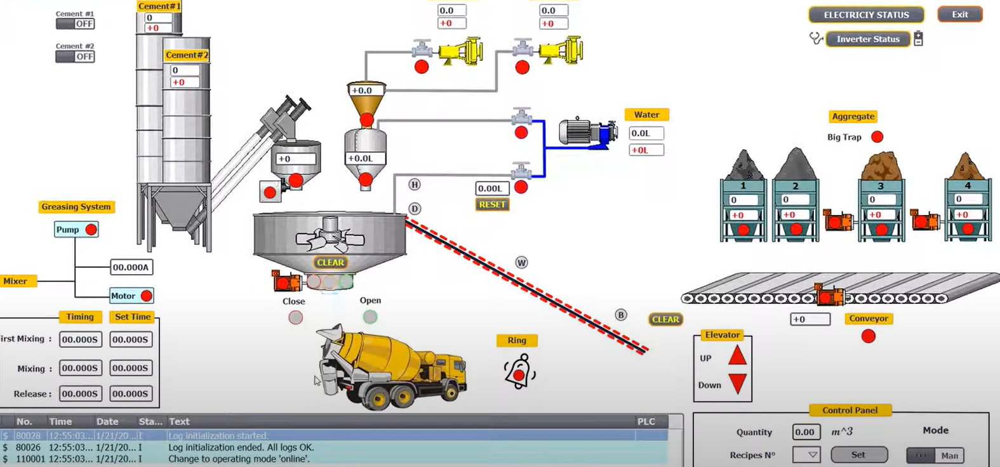 Cement #1
OFF
Cement #2
OFF
Cement#1
0
+0
Cement#2
0
+0
0.0
+0
0.0
+0
ELECTRICIY STATUS
Exit
Inverter Status
+0.0
+0
+0.0L
Water
0.0L
+0L
0.00L
RESET
Aggregate
Big Trap
1
0
+0
2
0
+0
3
0
+0
4
0
+0
Greasing System
Pump
00.000A
Mixer
Motor
H
D
W
B
CLEAR
Close
Open
CLEAR
+0
Conveyor
Elevator
UP
Down
Ring
Timing Set Time
First Mixing : 00.000S 00.000S
Mixing : 00.000S 00.000S
Release : 00.000S 00.000S
No. Time Date Sta... Text PLC
$ 80028 12:55:03... 1/21/20... I Log initialization started.
$ 80026 12:55:03... 1/21/20... I Log initialization ended. All logs OK.
$ 110001 12:55:03... 1/21/20... I Change to operating mode 'online'.
Control Panel
Quantity 0.00 m^3
Mode
Recipes N° Set
Man